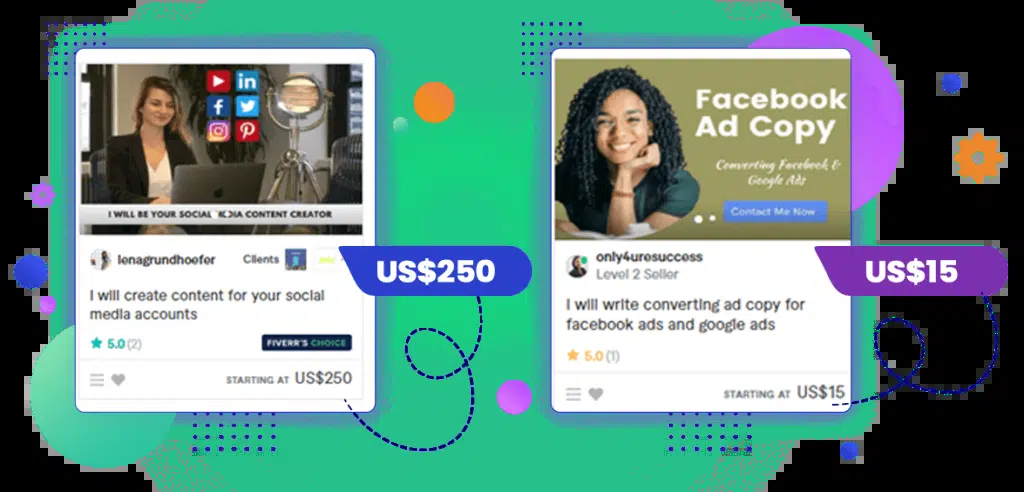 I WILL BE YOUR SOCIAL MEDIA CONTENT CREATOR
lenagrundhoefer
Clients
US$250
I will create content for your social
media accounts
5.0 (2)
FIVERR'S CHOICE
STARTING AT US$250
Facebook
Ad Copy
Converting Facebook &
Google Ads
Contact Me Now
only4uresuccess
Level 2 Seller
US$15
I will write converting ad copy for
facebook ads and google ads
5.0 (1)
STARTING AT US$15